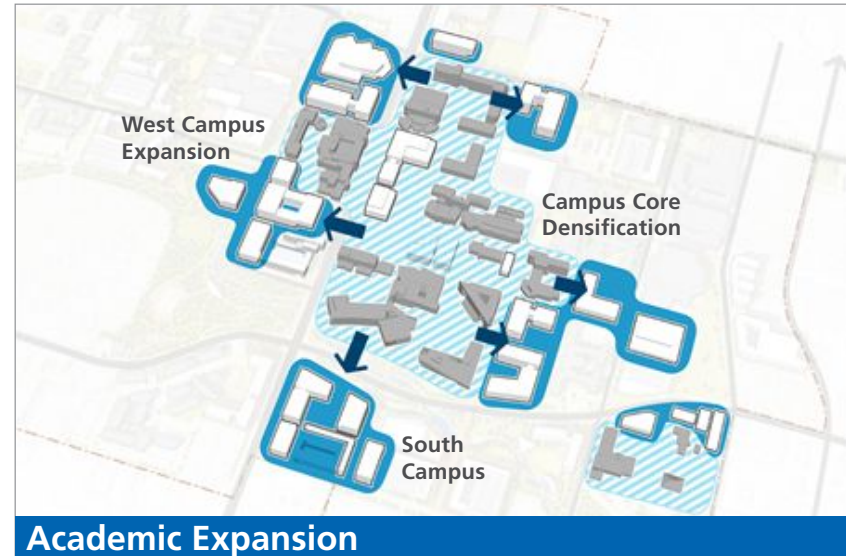 West Campus
Expansion
Campus Core
Densification
South
Campus
Academic Expansion